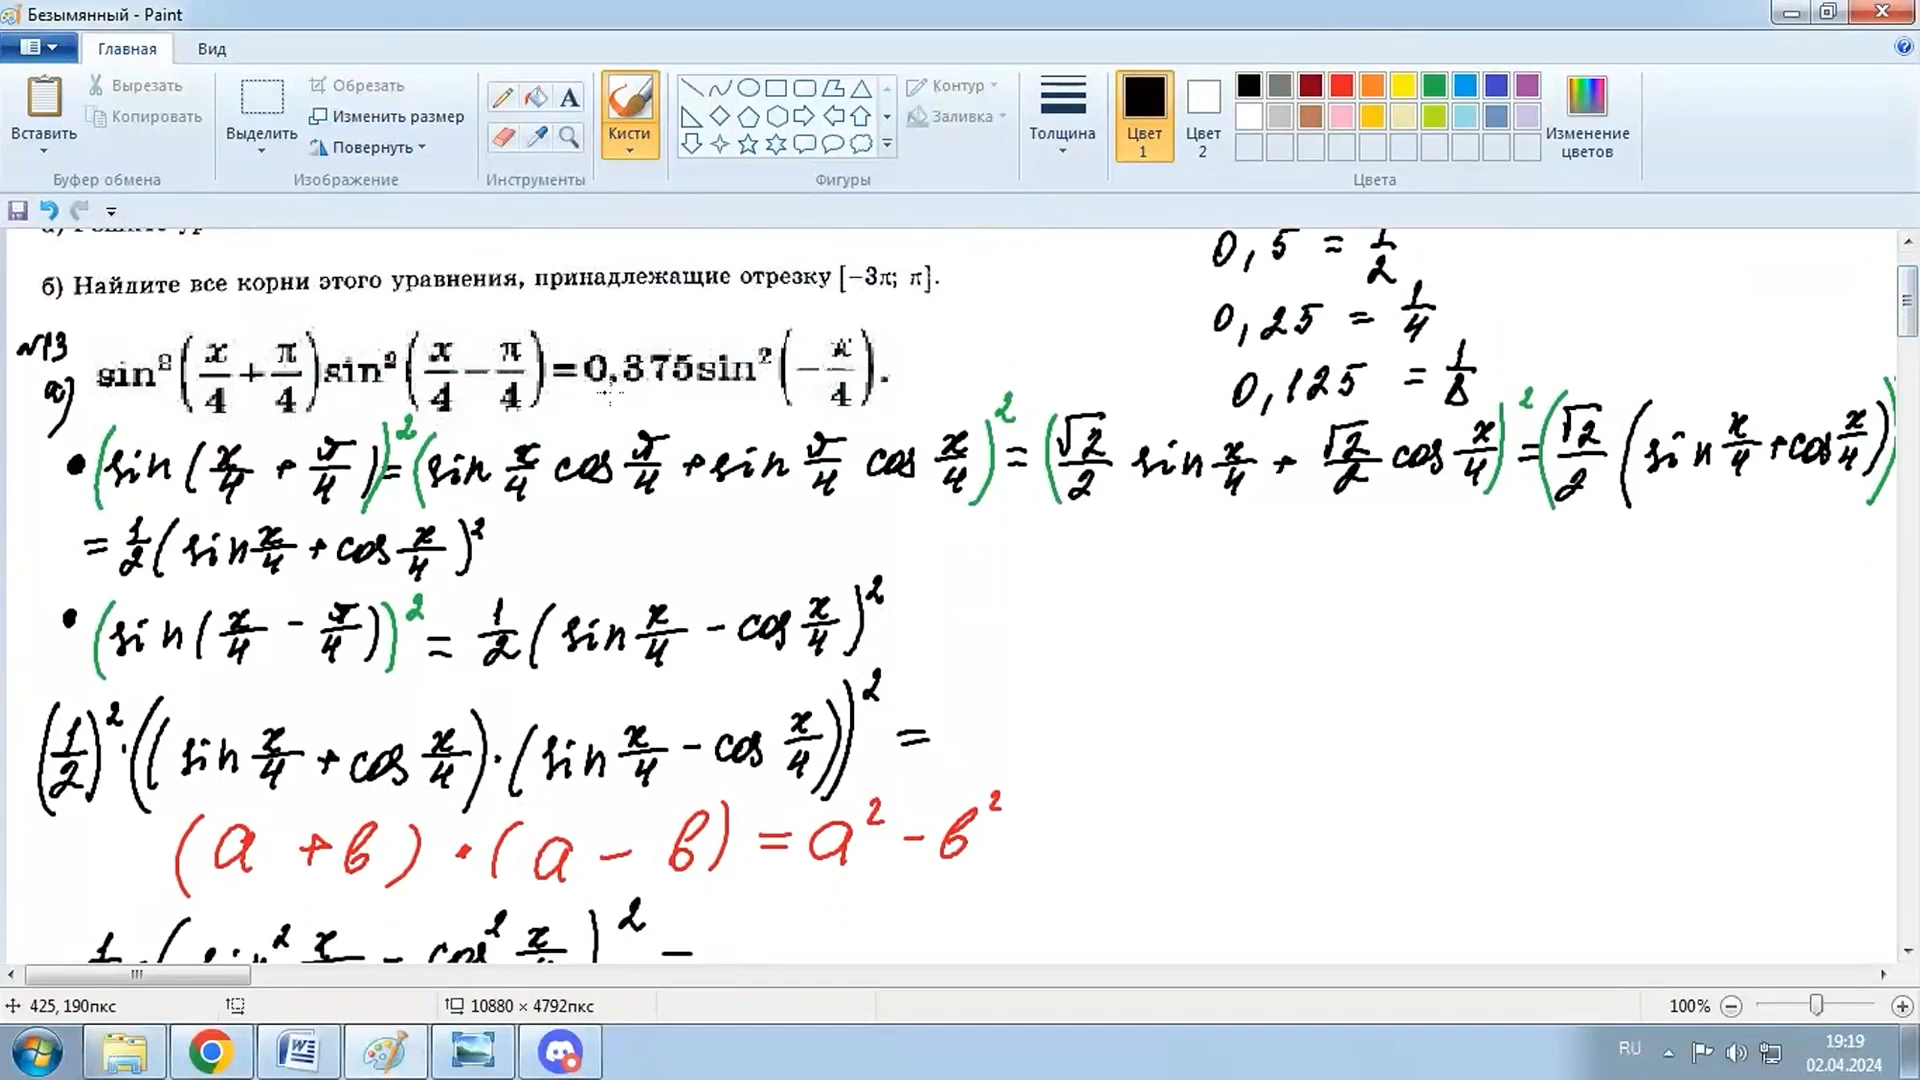 Безымянный - Paint
Главная
Вид
Вставить
Вырезать
Копировать
Буфер обмена
Выделить
Обрезать
Изменить размер
Повернуть
Изображение
A
Инструменты
Кисти
Контур
Заливка
Фигуры
Толщина
Цвет 1
Цвет 2
Изменение цветов
Цвета
б) Найдите все корни этого уравнения, принадлежащие отрезку [−3π; π].
0,5 = 1/2
0,25 = 1/4
0,125 = 1/8
№13
а) sin²(x/4 + π/4) sin²(x/4 − π/4) = 0,375 sin²(−π/4).
• (sin(x/4 + π/4))² = (sin x/4 cos π/4 + sin π/4 cos x/4)² = (√2/2 sin x/4 + √2/2 cos x/4)² = (√2/2 (sin x/4 + cos x/4))
= 1/2 (sin x/4 + cos x/4)²
• (sin(x/4 − π/4))² = 1/2 (sin x/4 − cos x/4)²
(1/2)² · ((sin x/4 + cos x/4) · (sin x/4 − cos x/4))² =
(a + b) · (a − b) = a² − b²
(sin² x − cos² x)² =
425, 190пкс
10880 × 4792пкс
100%
RU
19:19
02.04.2024